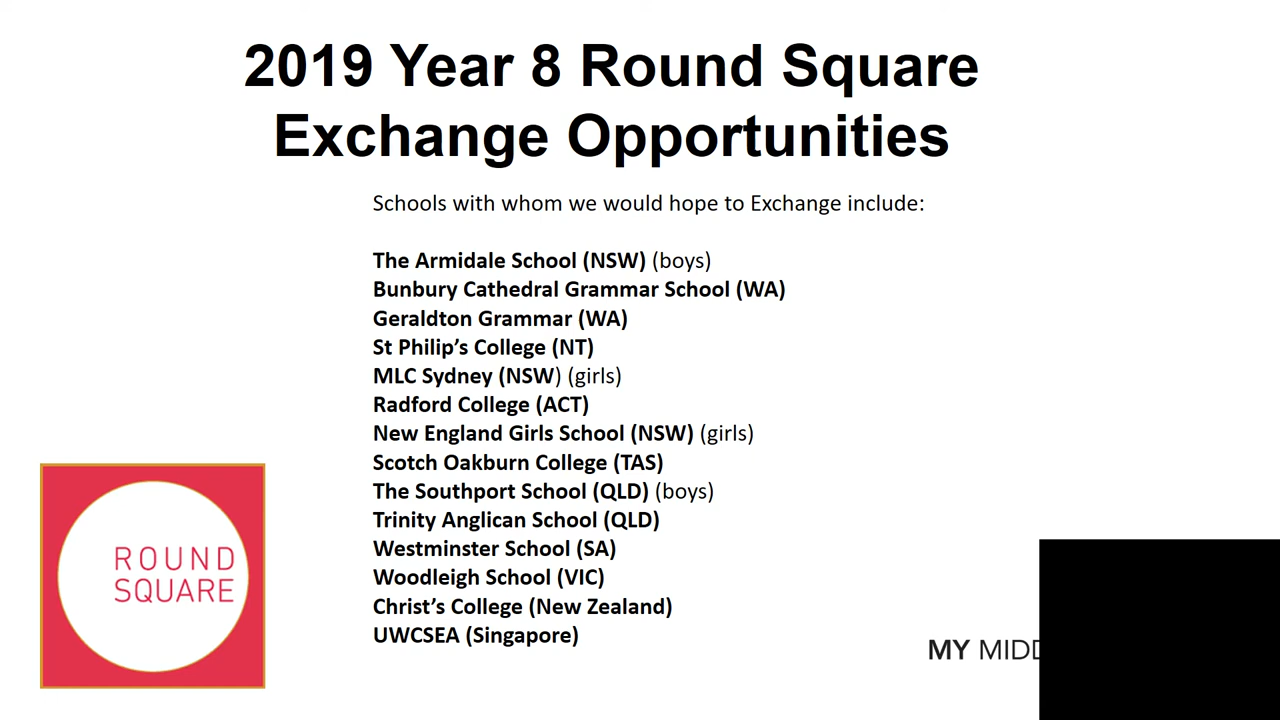 2019 Year 8 Round Square
Exchange Opportunities
Schools with whom we would hope to Exchange include:
The Armidale School (NSW) (boys)
Bunbury Cathedral Grammar School (WA)
Geraldton Grammar (WA)
St Philip’s College (NT)
MLC Sydney (NSW) (girls)
Radford College (ACT)
New England Girls School (NSW) (girls)
Scotch Oakburn College (TAS)
The Southport School (QLD) (boys)
Trinity Anglican School (QLD)
Westminster School (SA)
Woodleigh School (VIC)
Christ’s College (New Zealand)
UWCSEA (Singapore)
ROUND
SQUARE
MY